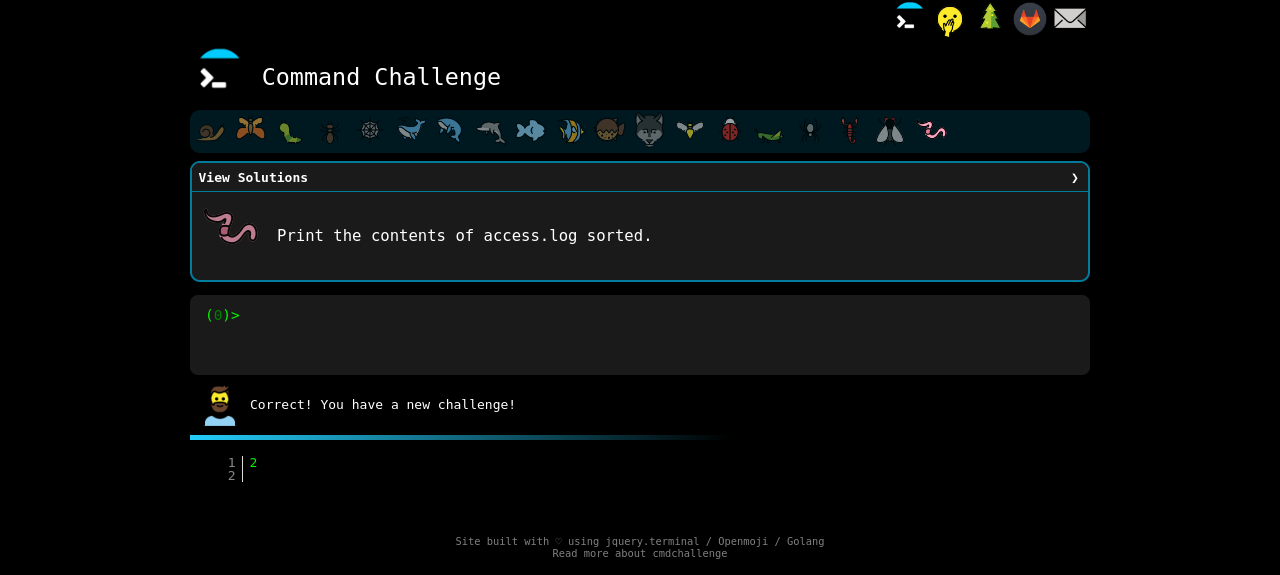 Command Challenge
View Solutions ❯
Print the contents of access.log sorted.
(0)>
Correct! You have a new challenge!
1 2
2
Site built with ♡ using jquery.terminal / Openmoji / Golang
Read more about cmdchallenge